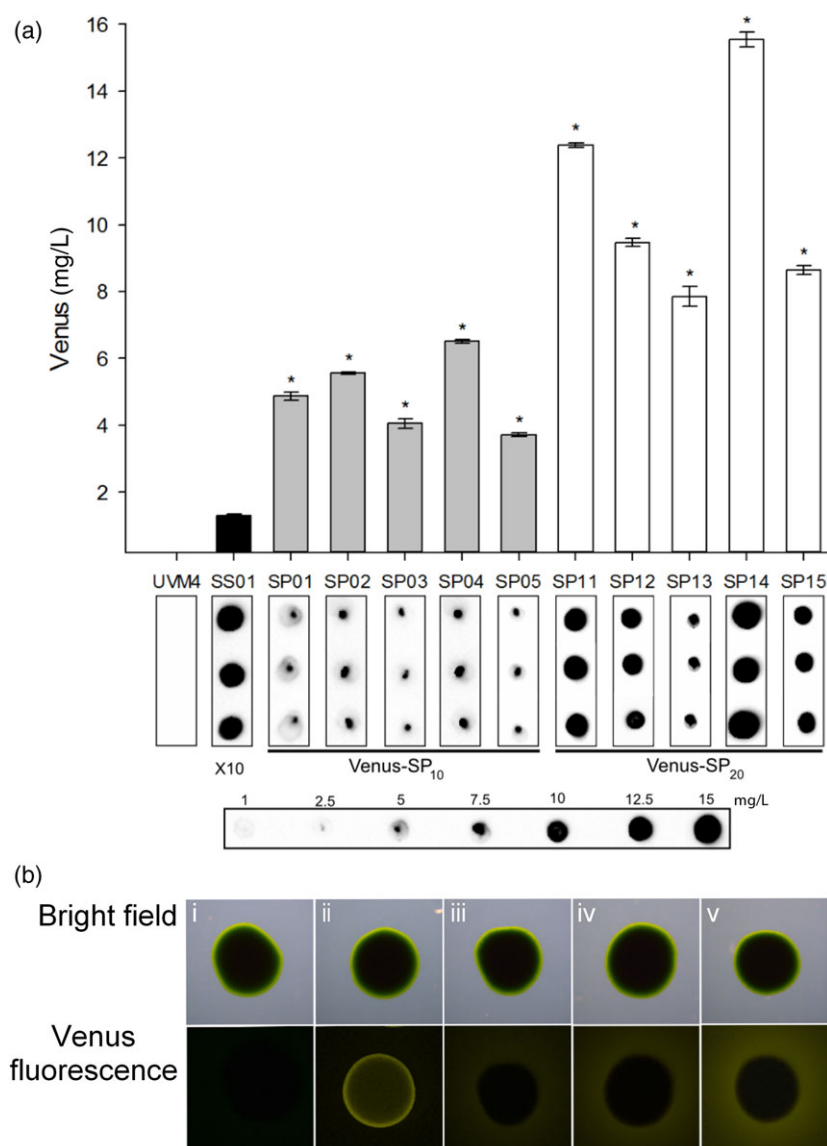 (a)
16
14
12
10
8
6
4
2
Venus (mg/L)
* * * * * * * * * *
UVM4 SS01 SP01 SP02 SP03 SP04 SP05 SP11 SP12 SP13 SP14 SP15
X10 Venus-SP10 Venus-SP20
1 2.5 5 7.5 10 12.5 15 mg/L
(b)
Bright field i ii iii iv v
Venus
fluorescence